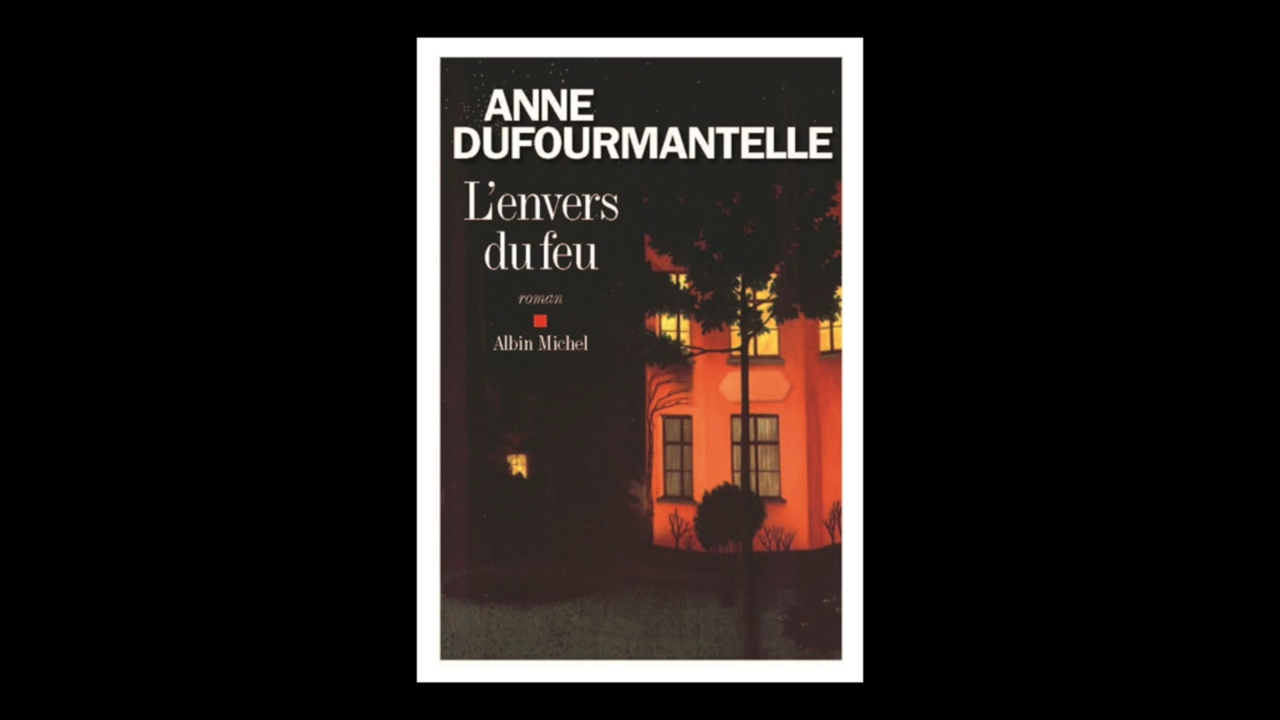 ANNE
DUFOURMANTELLE
L'envers
du feu
roman
Albin Michel